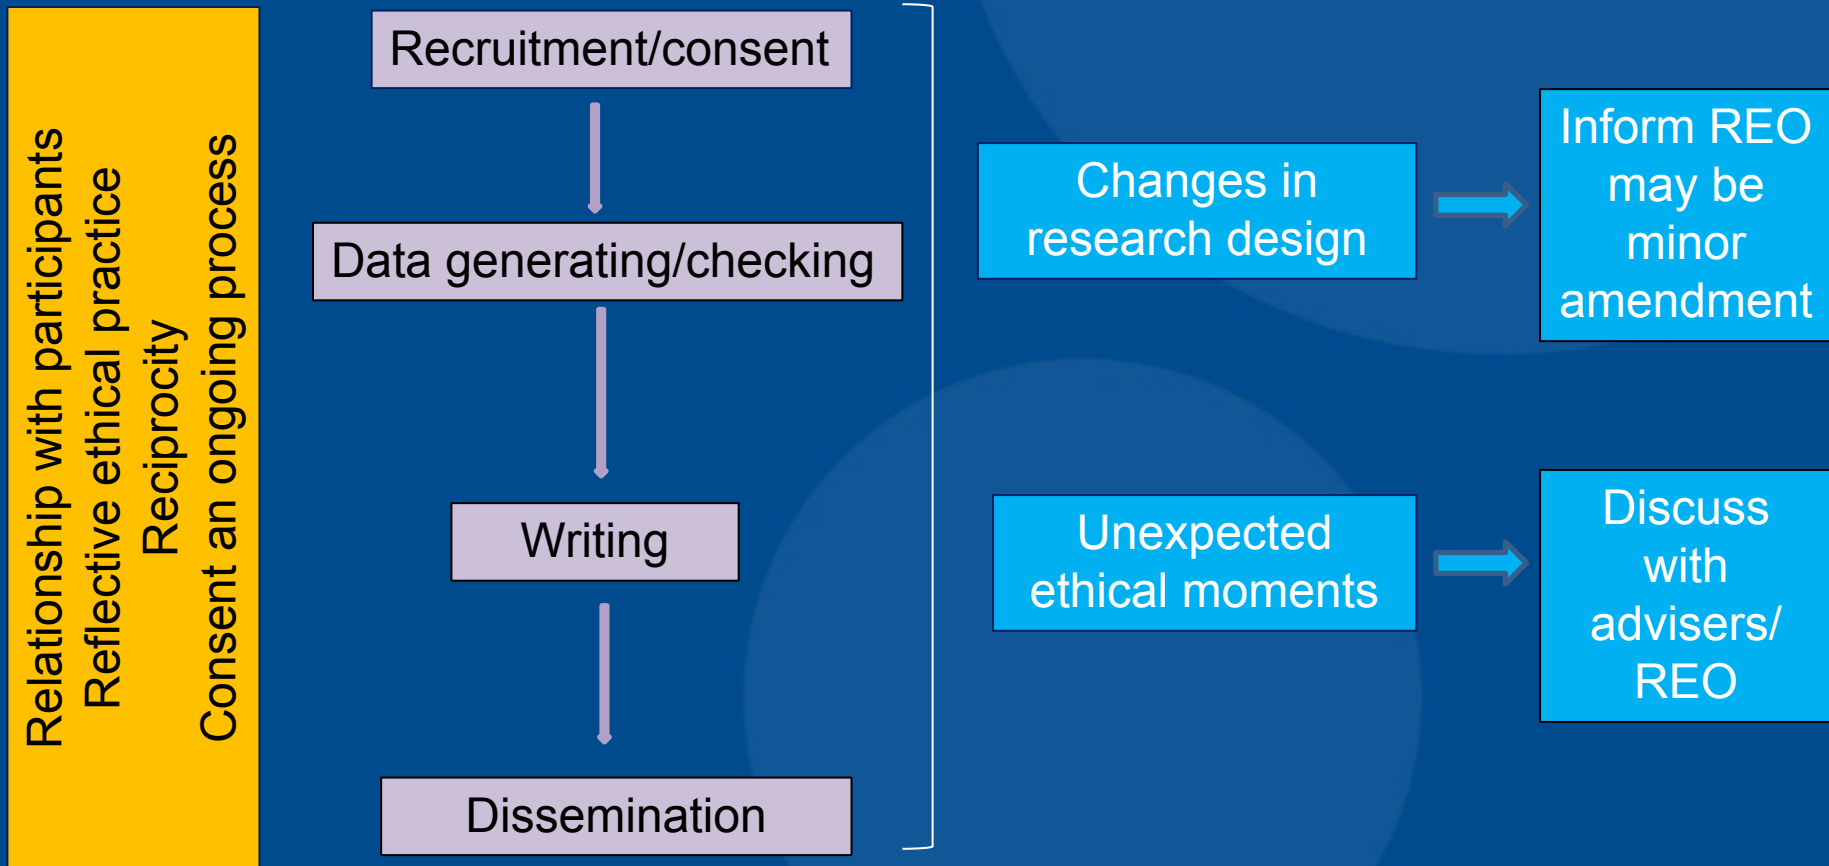 Relationship with participants
Reflective ethical practice
Reciprocity
Consent an ongoing process
Recruitment/consent
Data generating/checking
Writing
Dissemination
Changes in
research design
Inform REO
may be
minor
amendment
Unexpected
ethical moments
Discuss
with
advisers/
REO